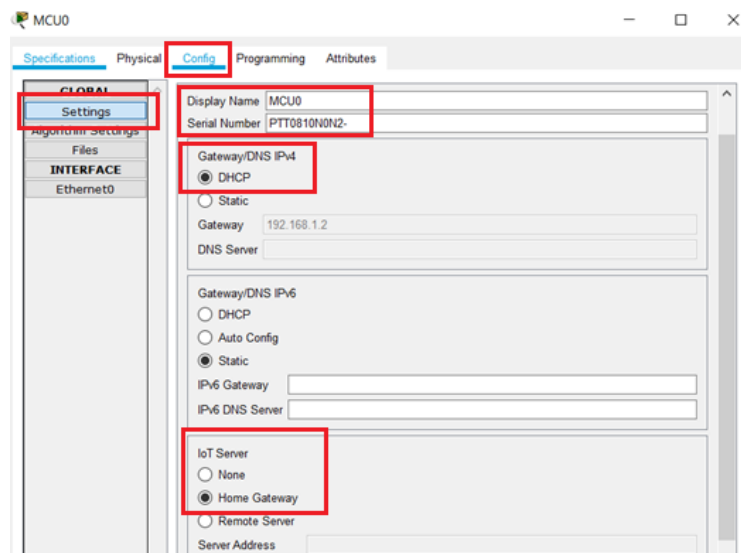 MCU0
Specifications Physical Config Programming Attributes
GLOBAL
Settings
Algorithm Settings
Files
INTERFACE
Ethernet0
Display Name MCU0
Serial Number PTT0810N0N2-
Gateway/DNS IPv4
DHCP
Static
Gateway 192.168.1.2
DNS Server
Gateway/DNS IPv6
DHCP
Auto Config
Static
IPv6 Gateway
IPv6 DNS Server
IoT Server
None
Home Gateway
Remote Server
Server Address